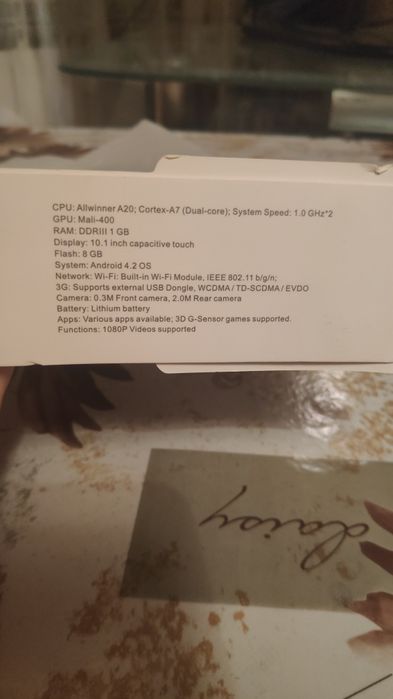 CPU: Allwinner A20; Cortex-A7 (Dual-core); System Speed: 1.0 GHz*2
GPU: Mali-400
RAM: DDRIII 1 GB
Display: 10.1 inch capacitive touch
Flash: 8 GB
System: Android 4.2 OS
Network: Wi-Fi: Built-in Wi-Fi Module, IEEE 802.11 b/g/n;
3G: Supports external USB Dongle, WCDMA / TD-SCDMA / EVDO
Camera: 0.3M Front camera, 2.0M Rear camera
Battery: Lithium battery
Apps: Various apps available; 3D G-Sensor games supported.
Functions: 1080P Videos supported
daisy